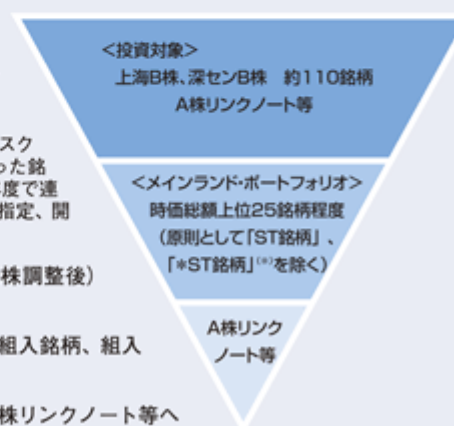 <投資対象>
上海B株、深センB株 約110銘柄
A株リンクノート等
<メインランド・ポートフォリオ>
時価総額上位25銘柄程度
(原則として「ST銘柄」、
「*ST銘柄」(※)を除く)
A株リンク
ノート等
スク
った銘
度で連
指定、開
株調整後)
組入銘柄、組入
株リンクノート等へ